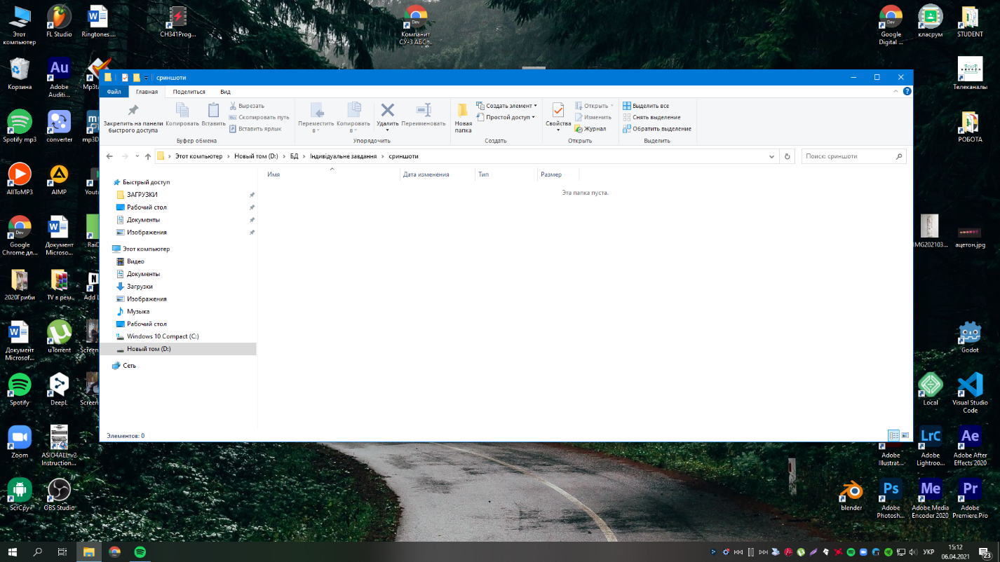 Этот
компьютер
FL Studio
Ringtones....
CH341Prog...
Компанит
СУ-3 АБС ...
Google
Digital ...
класрум
STUDENT
Корзина
Adobe
Auditi...
Mp3ta
Телеканалы
сриншоти
Файл
Главная
Поделиться
Вид
Закрепить на панели
быстрого доступа
Копировать
Вставить
Вырезать
Скопировать путь
Вставить ярлык
Буфер обмена
Переместить
в
Копировать
в
Удалить
Переименовать
Упорядочить
Новая
папка
Создать элемент
Простой доступ
Создать
Свойства
Открыть
Изменить
Журнал
Открыть
Выделить все
Снять выделение
Обратить выделение
Выделить
Этот компьютер
Новый том (D:)
БД
Індивідуальне завдання
сриншоти
Поиск: сриншоти
Имя
Дата изменения
Тип
Размер
Эта папка пуста.
Быстрый доступ
ЗАГРУЗКИ
Рабочий стол
Документы
Изображения
Этот компьютер
Видео
Документы
Загрузки
Изображения
Музыка
Рабочий стол
Windows 10 Compact (C:)
Новый том (D:)
Сеть
Элементов: 0
Spotify mp3
converter
mp3D
РОБОТА
AllToMP3
AIMP
Youtu
Dev
Google
Chrome дл...
Документ
Microso...
RaiD
IMG202103...
ацетон.jpg
2020Гриби
TV в рем...
Add L
Документ
Microsof...
uTorrent
Screen
Godot
Spotify
DeepL
Screen
Local
Visual Studio
Code
Zoom
ASIO4ALL v2
Instruction...
Adobe
Illustrat...
Adobe
Lightroo...
Adobe After
Effects 2020
ScrCpy
OBS Studio
blender
Adobe
Photosh...
Adobe Media
Encoder 2020
Adobe
Premiere.Pro
УКР
15:12
06.04.2021
23